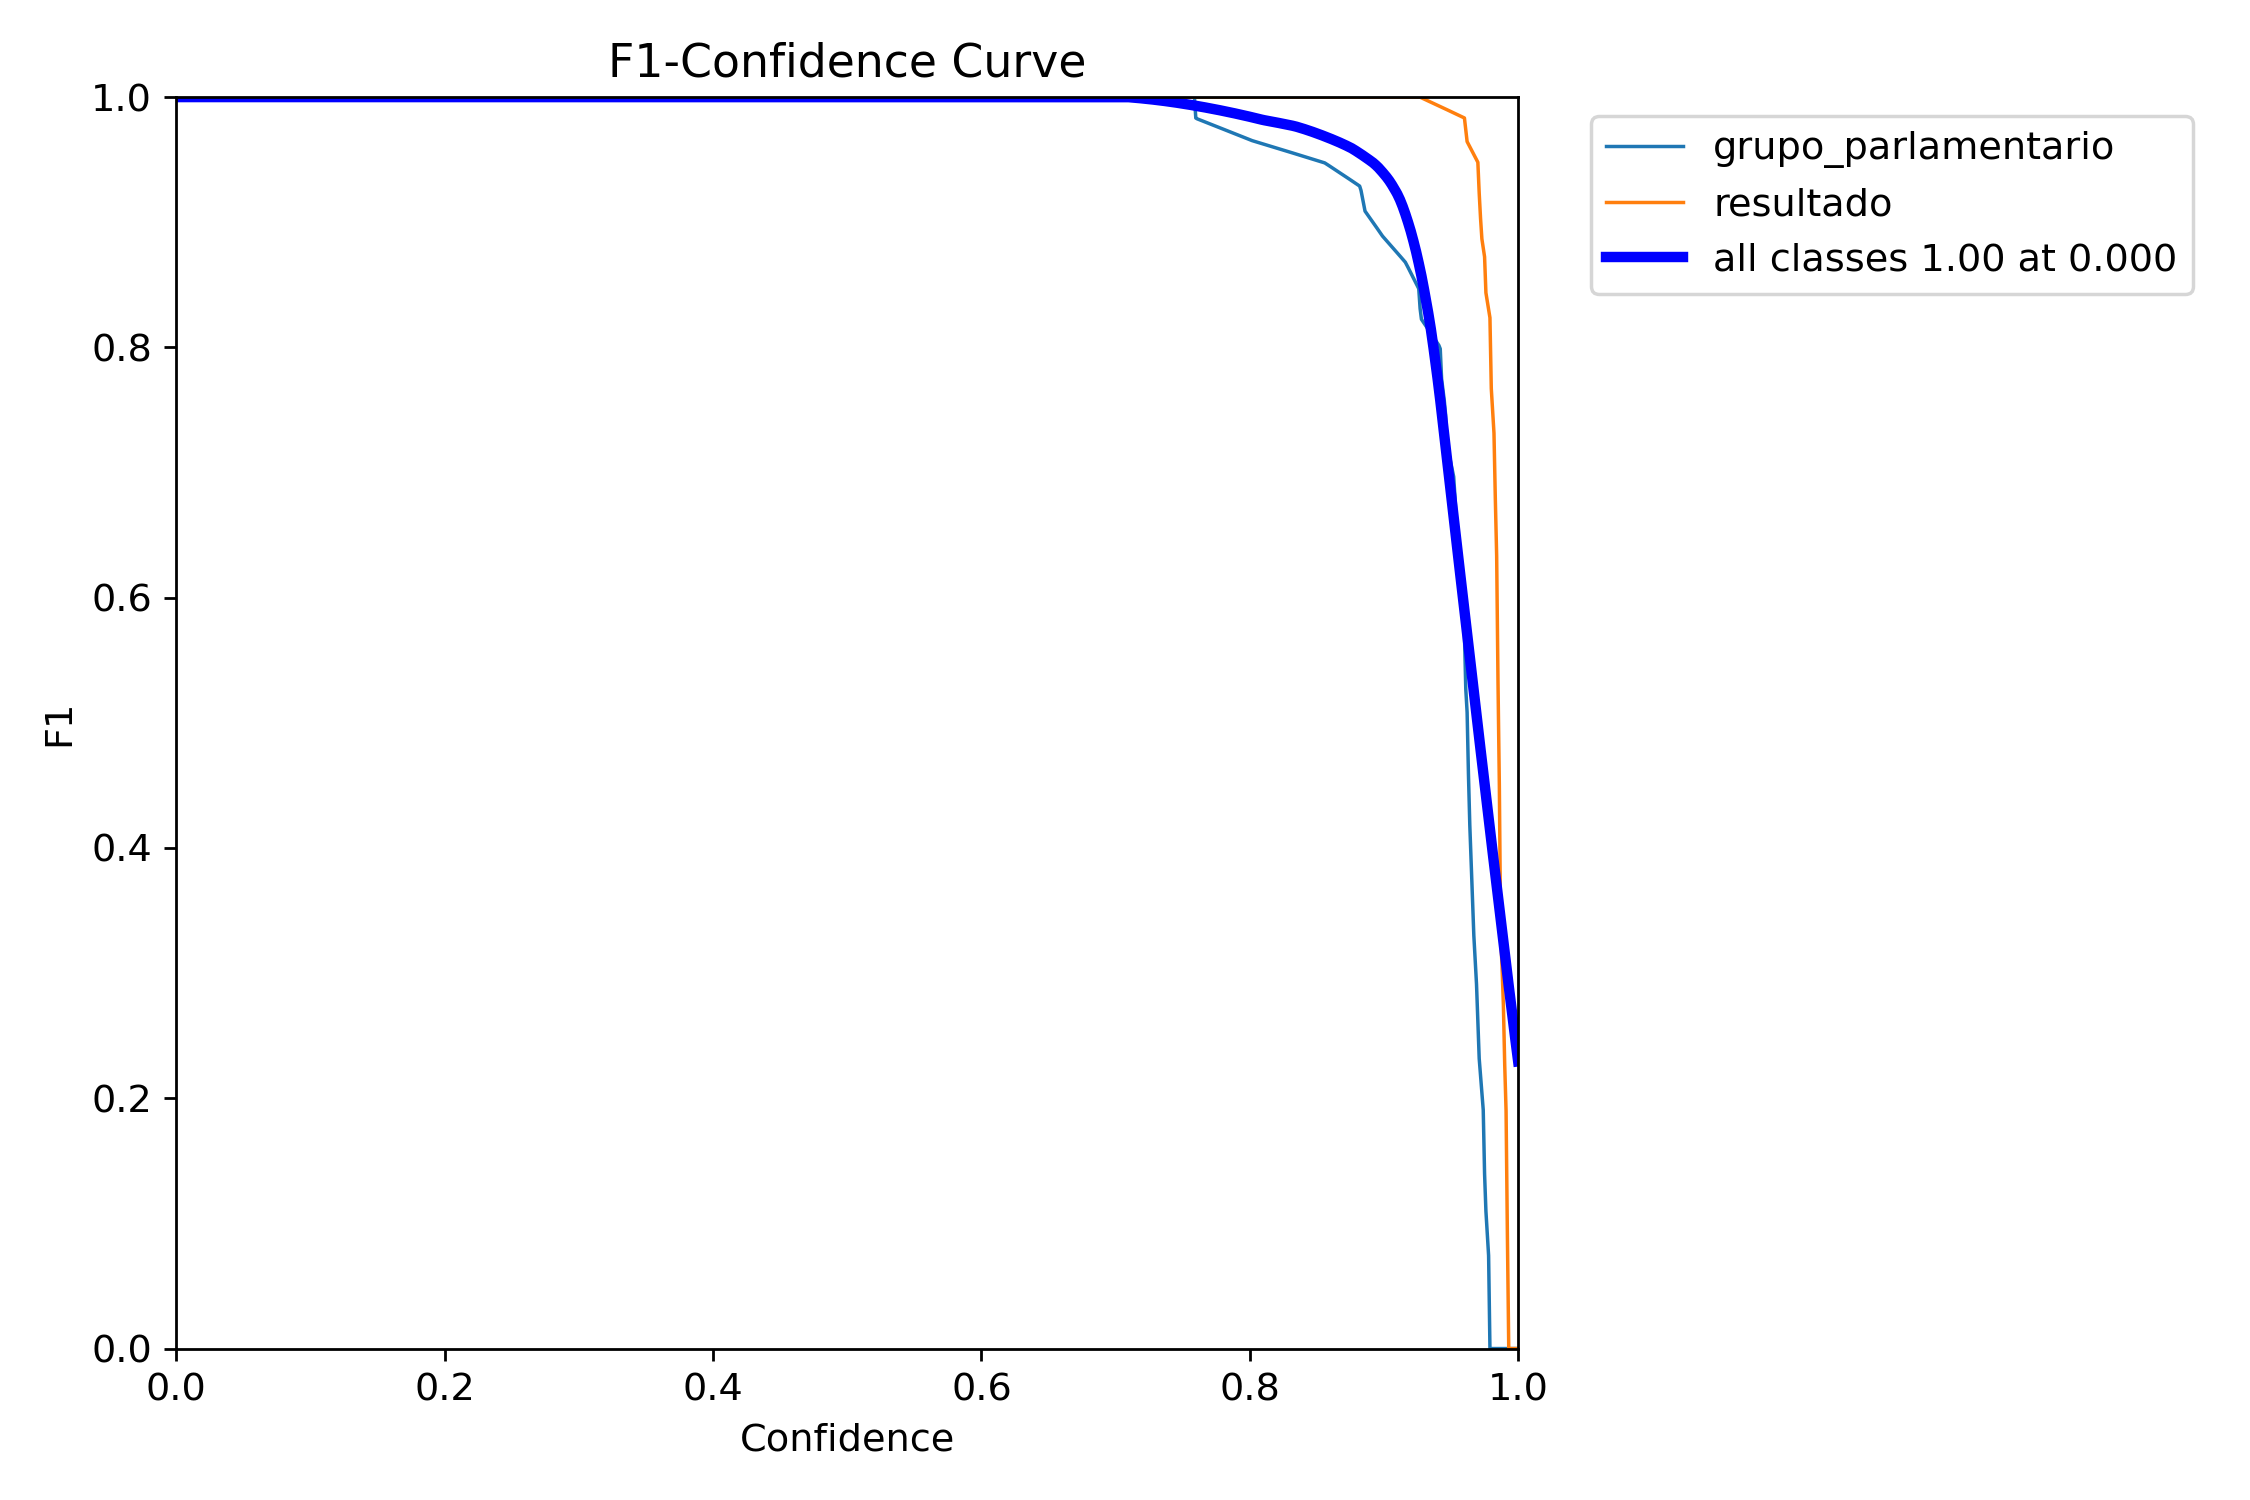 F1-Confidence Curve
1.0
0.8
0.6
0.4
0.2
0.0
F1
0.0 0.2 0.4 0.6 0.8 1.0
Confidence
grupo_parlamentario
resultado
all classes 1.00 at 0.000